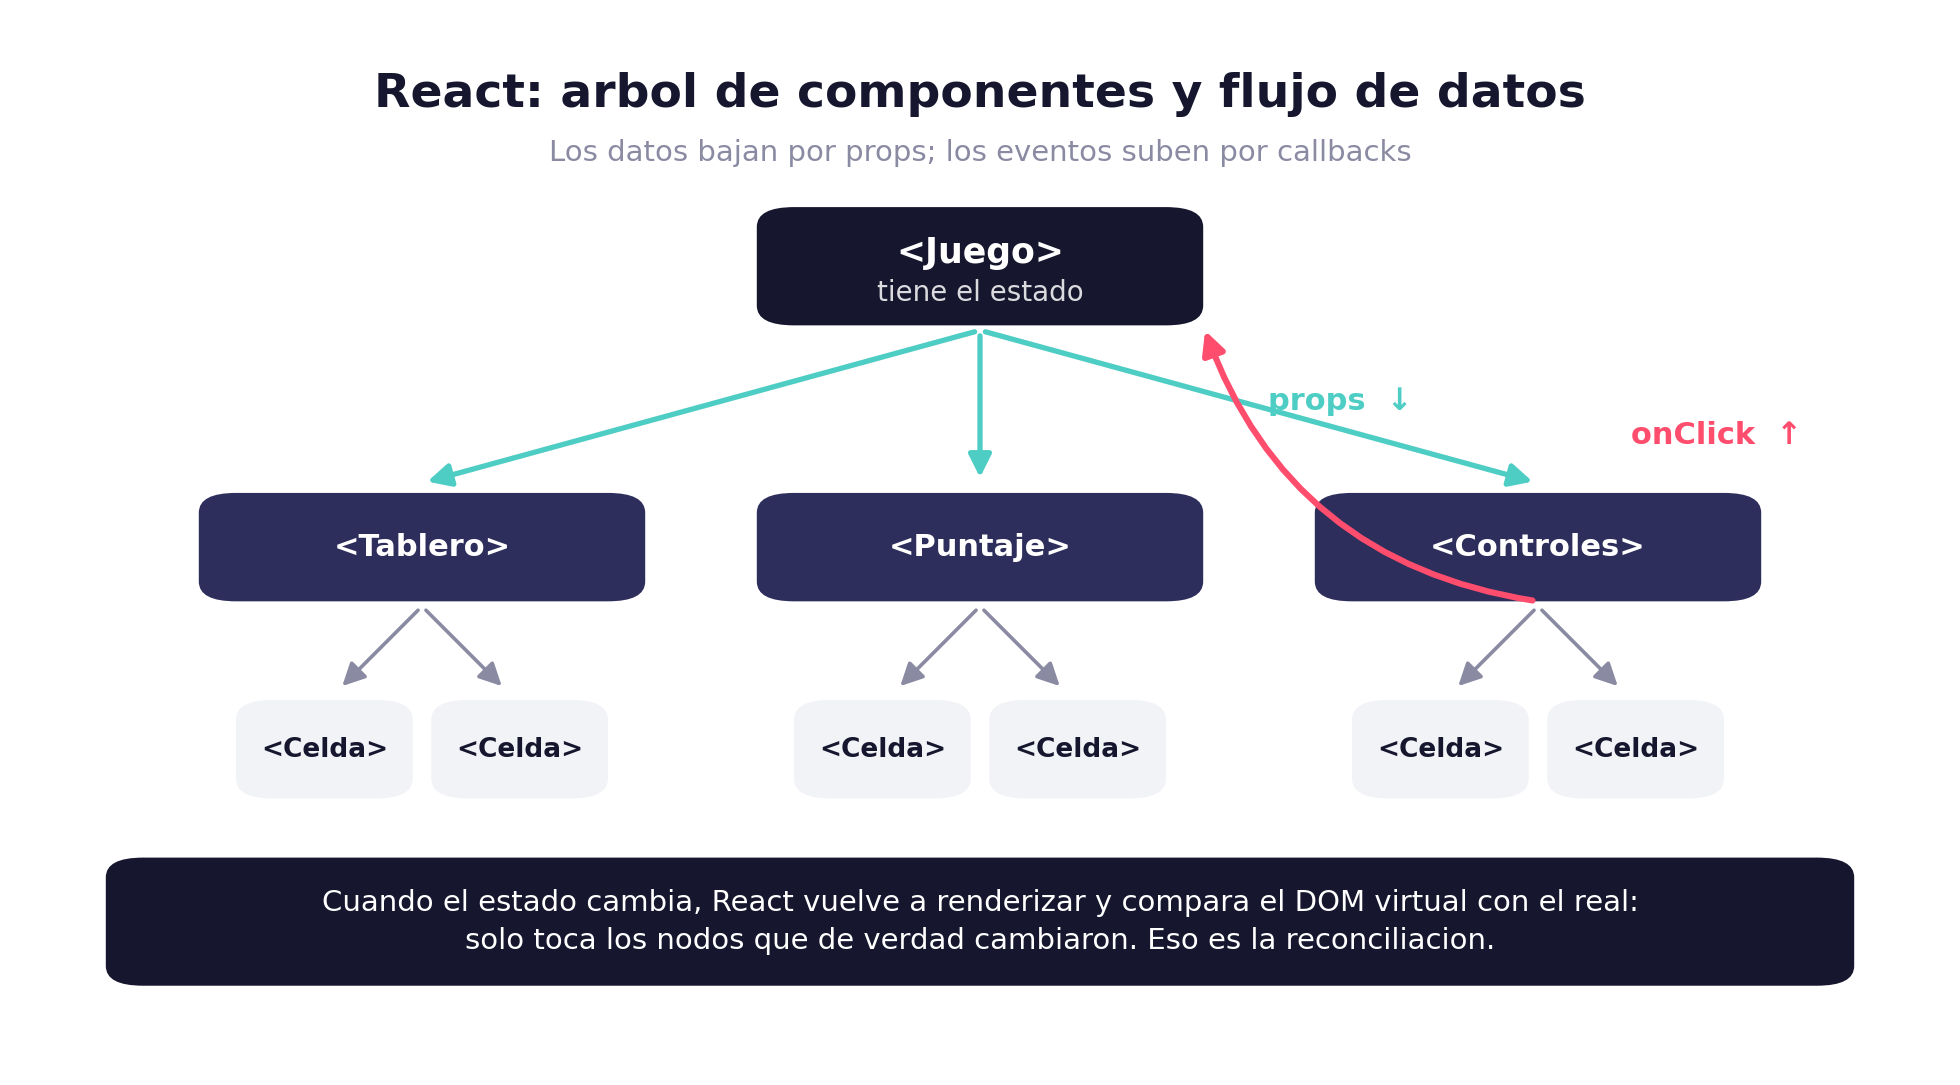 React: arbol de componentes y flujo de datos
Los datos bajan por props; los eventos suben por callbacks
<Juego>
tiene el estado
props ↓
onClick ↑
<Tablero>
<Puntaje>
<Controles>
<Celda>
<Celda>
<Celda>
<Celda>
<Celda>
<Celda>
Cuando el estado cambia, React vuelve a renderizar y compara el DOM virtual con el real:
solo toca los nodos que de verdad cambiaron. Eso es la reconciliacion.